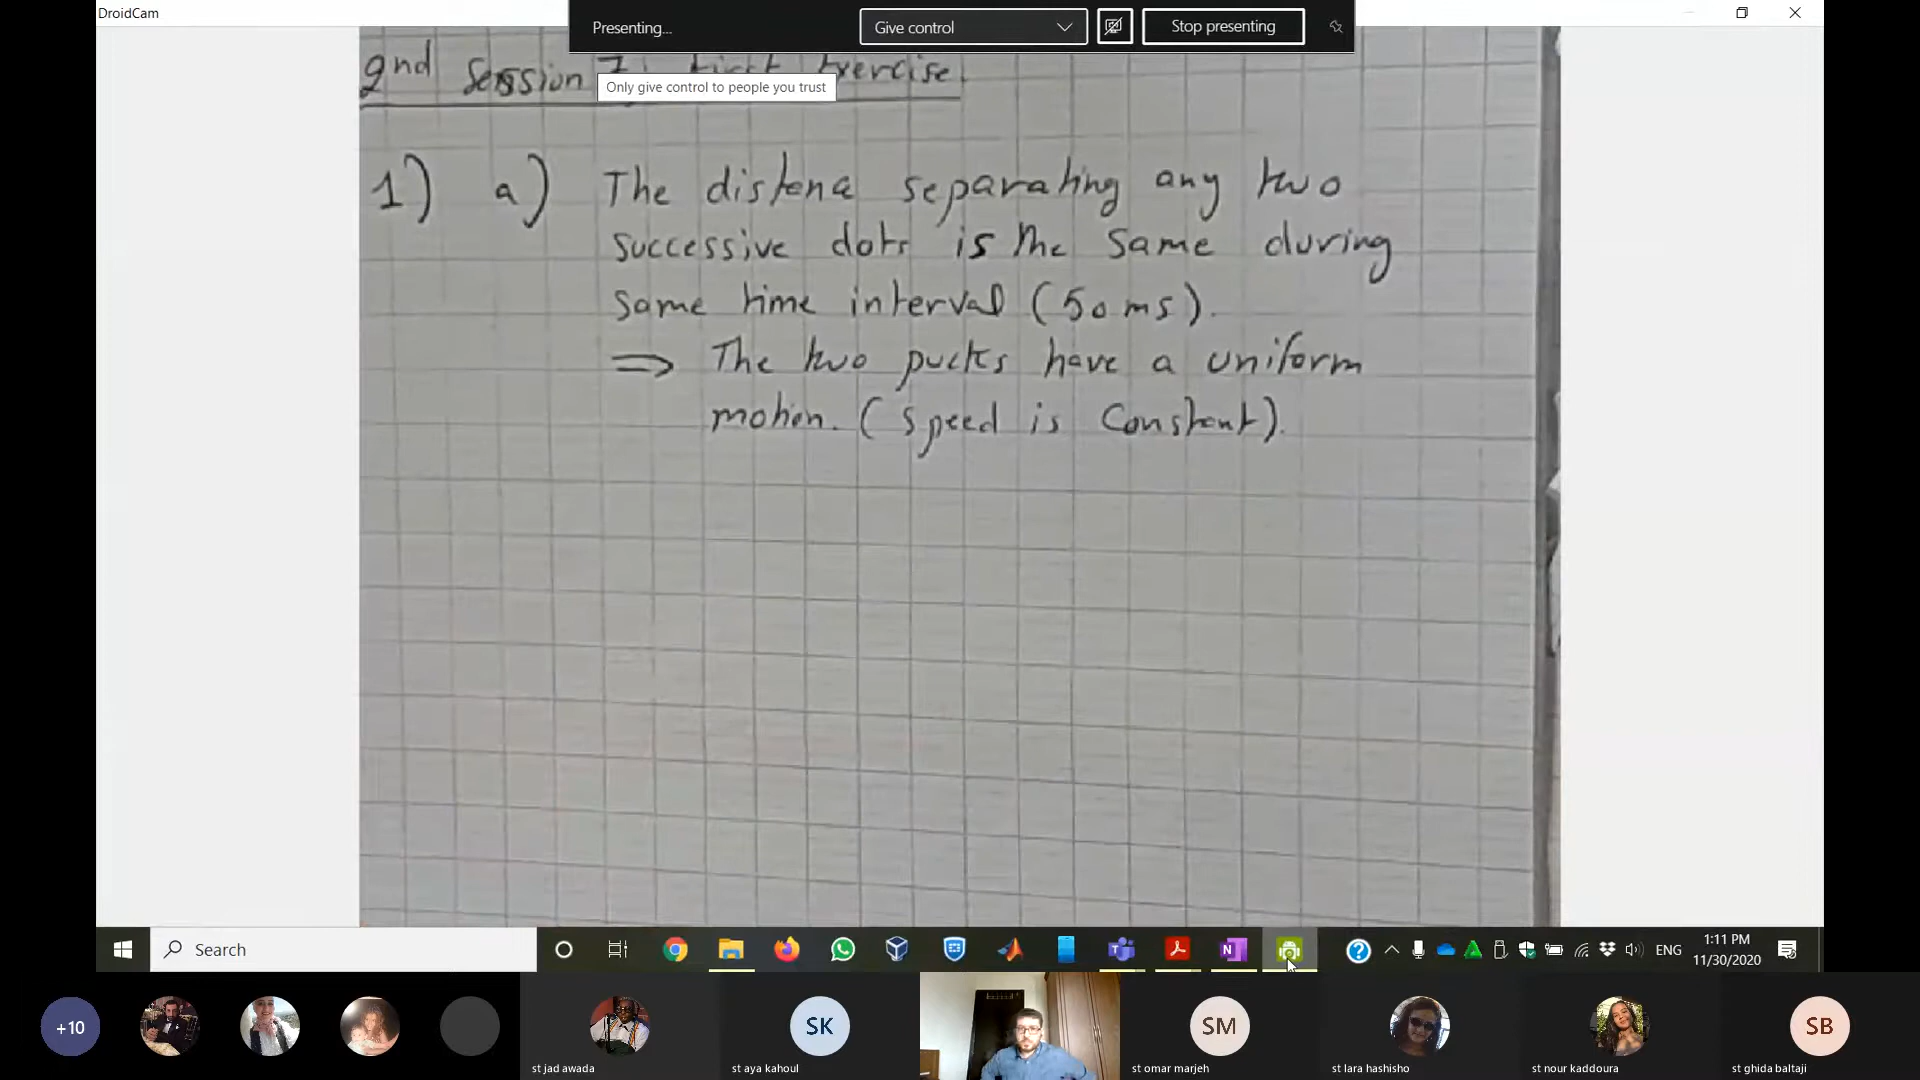 DroidCam
Presenting...
Give control
Stop presenting
Only give control to people you trust
2nd Session, First Exercise.
1) a) The distena separating any two
successive dots is the same during
same time interval (50 ms).
⇒ The two pucks have a uniform
motion. (Speed is constant).
Search
ENG
1:11 PM
11/30/2020
+10
SK
SM
SB
st jad awada
st aya kahoul
st omar marjeh
st lara hashisho
st nour kaddoura
st ghida baltaji